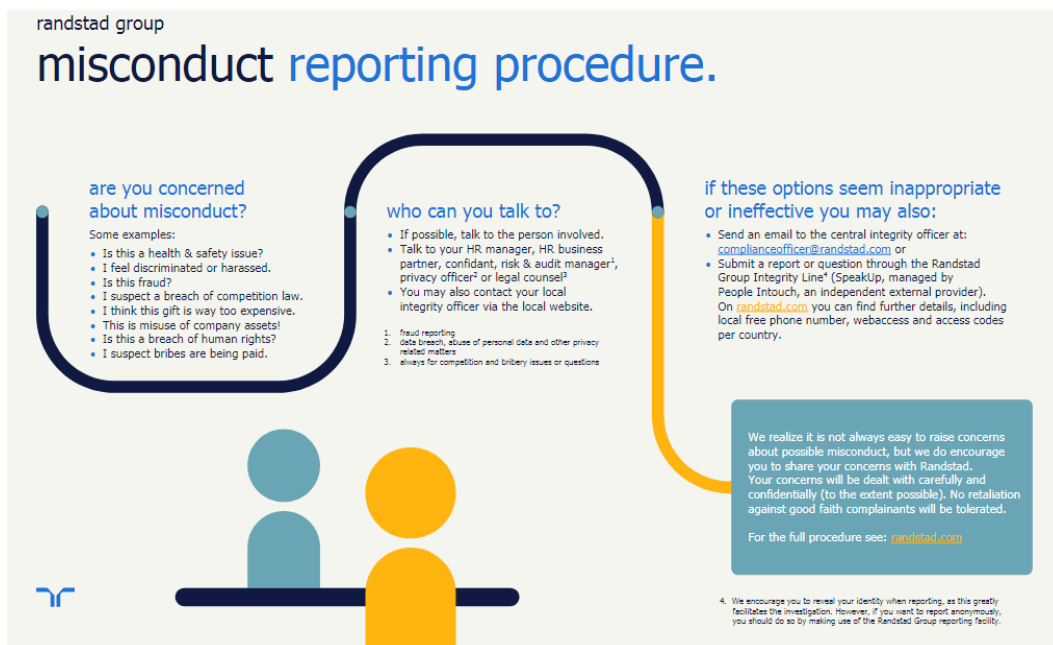 randstad group
misconduct reporting procedure.
are you concerned
about misconduct?
Some examples:
• Is this a health & safety issue?
• I feel discriminated or harassed.
• Is this fraud?
• I suspect a breach of competition law.
• I think this gift is way too expensive.
• This is misuse of company assets!
• Is this a breach of human rights?
• I suspect bribes are being paid.
who can you talk to?
• If possible, talk to the person involved.
• Talk to your HR manager, HR business
partner, confidant, risk & audit manager¹,
privacy officer² or legal counsel³
• You may also contact your local
integrity officer via the local website.
1. fraud reporting
2. data breach, abuse of personal data and other privacy
related matters
3. always for competition and bribery issues or questions
if these options seem inappropriate
or ineffective you may also:
• Send an email to the central integrity officer at:
complianceofficer@randstad.com or
• Submit a report or question through the Randstad
Group Integrity Line⁴ (SpeakUp, managed by
People Intouch, an independent external provider).
On randstad.com you can find further details, including
local free phone number, webaccess and access codes
per country.
We realize it is not always easy to raise concerns
about possible misconduct, but we do encourage
you to share your concerns with Randstad.
Your concerns will be dealt with carefully and
confidentially (to the extent possible). No retaliation
against good faith complainants will be tolerated.
For the full procedure see: randstad.com
4. We encourage you to reveal your identity when reporting, as this greatly
facilitates the investigation. However, if you want to report anonymously,
you should do so by making use of the Randstad Group reporting facility.